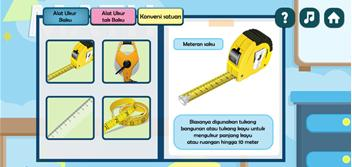 Alat Ukur
Baku
Alat Ukur
tak Baku
Konversi satuan
?
Meteran saku
Biasanya digunakan tukang
bangunan atau tukang kayu untuk
mengukur panjang kayu
atau ruangan hingga 10 meter